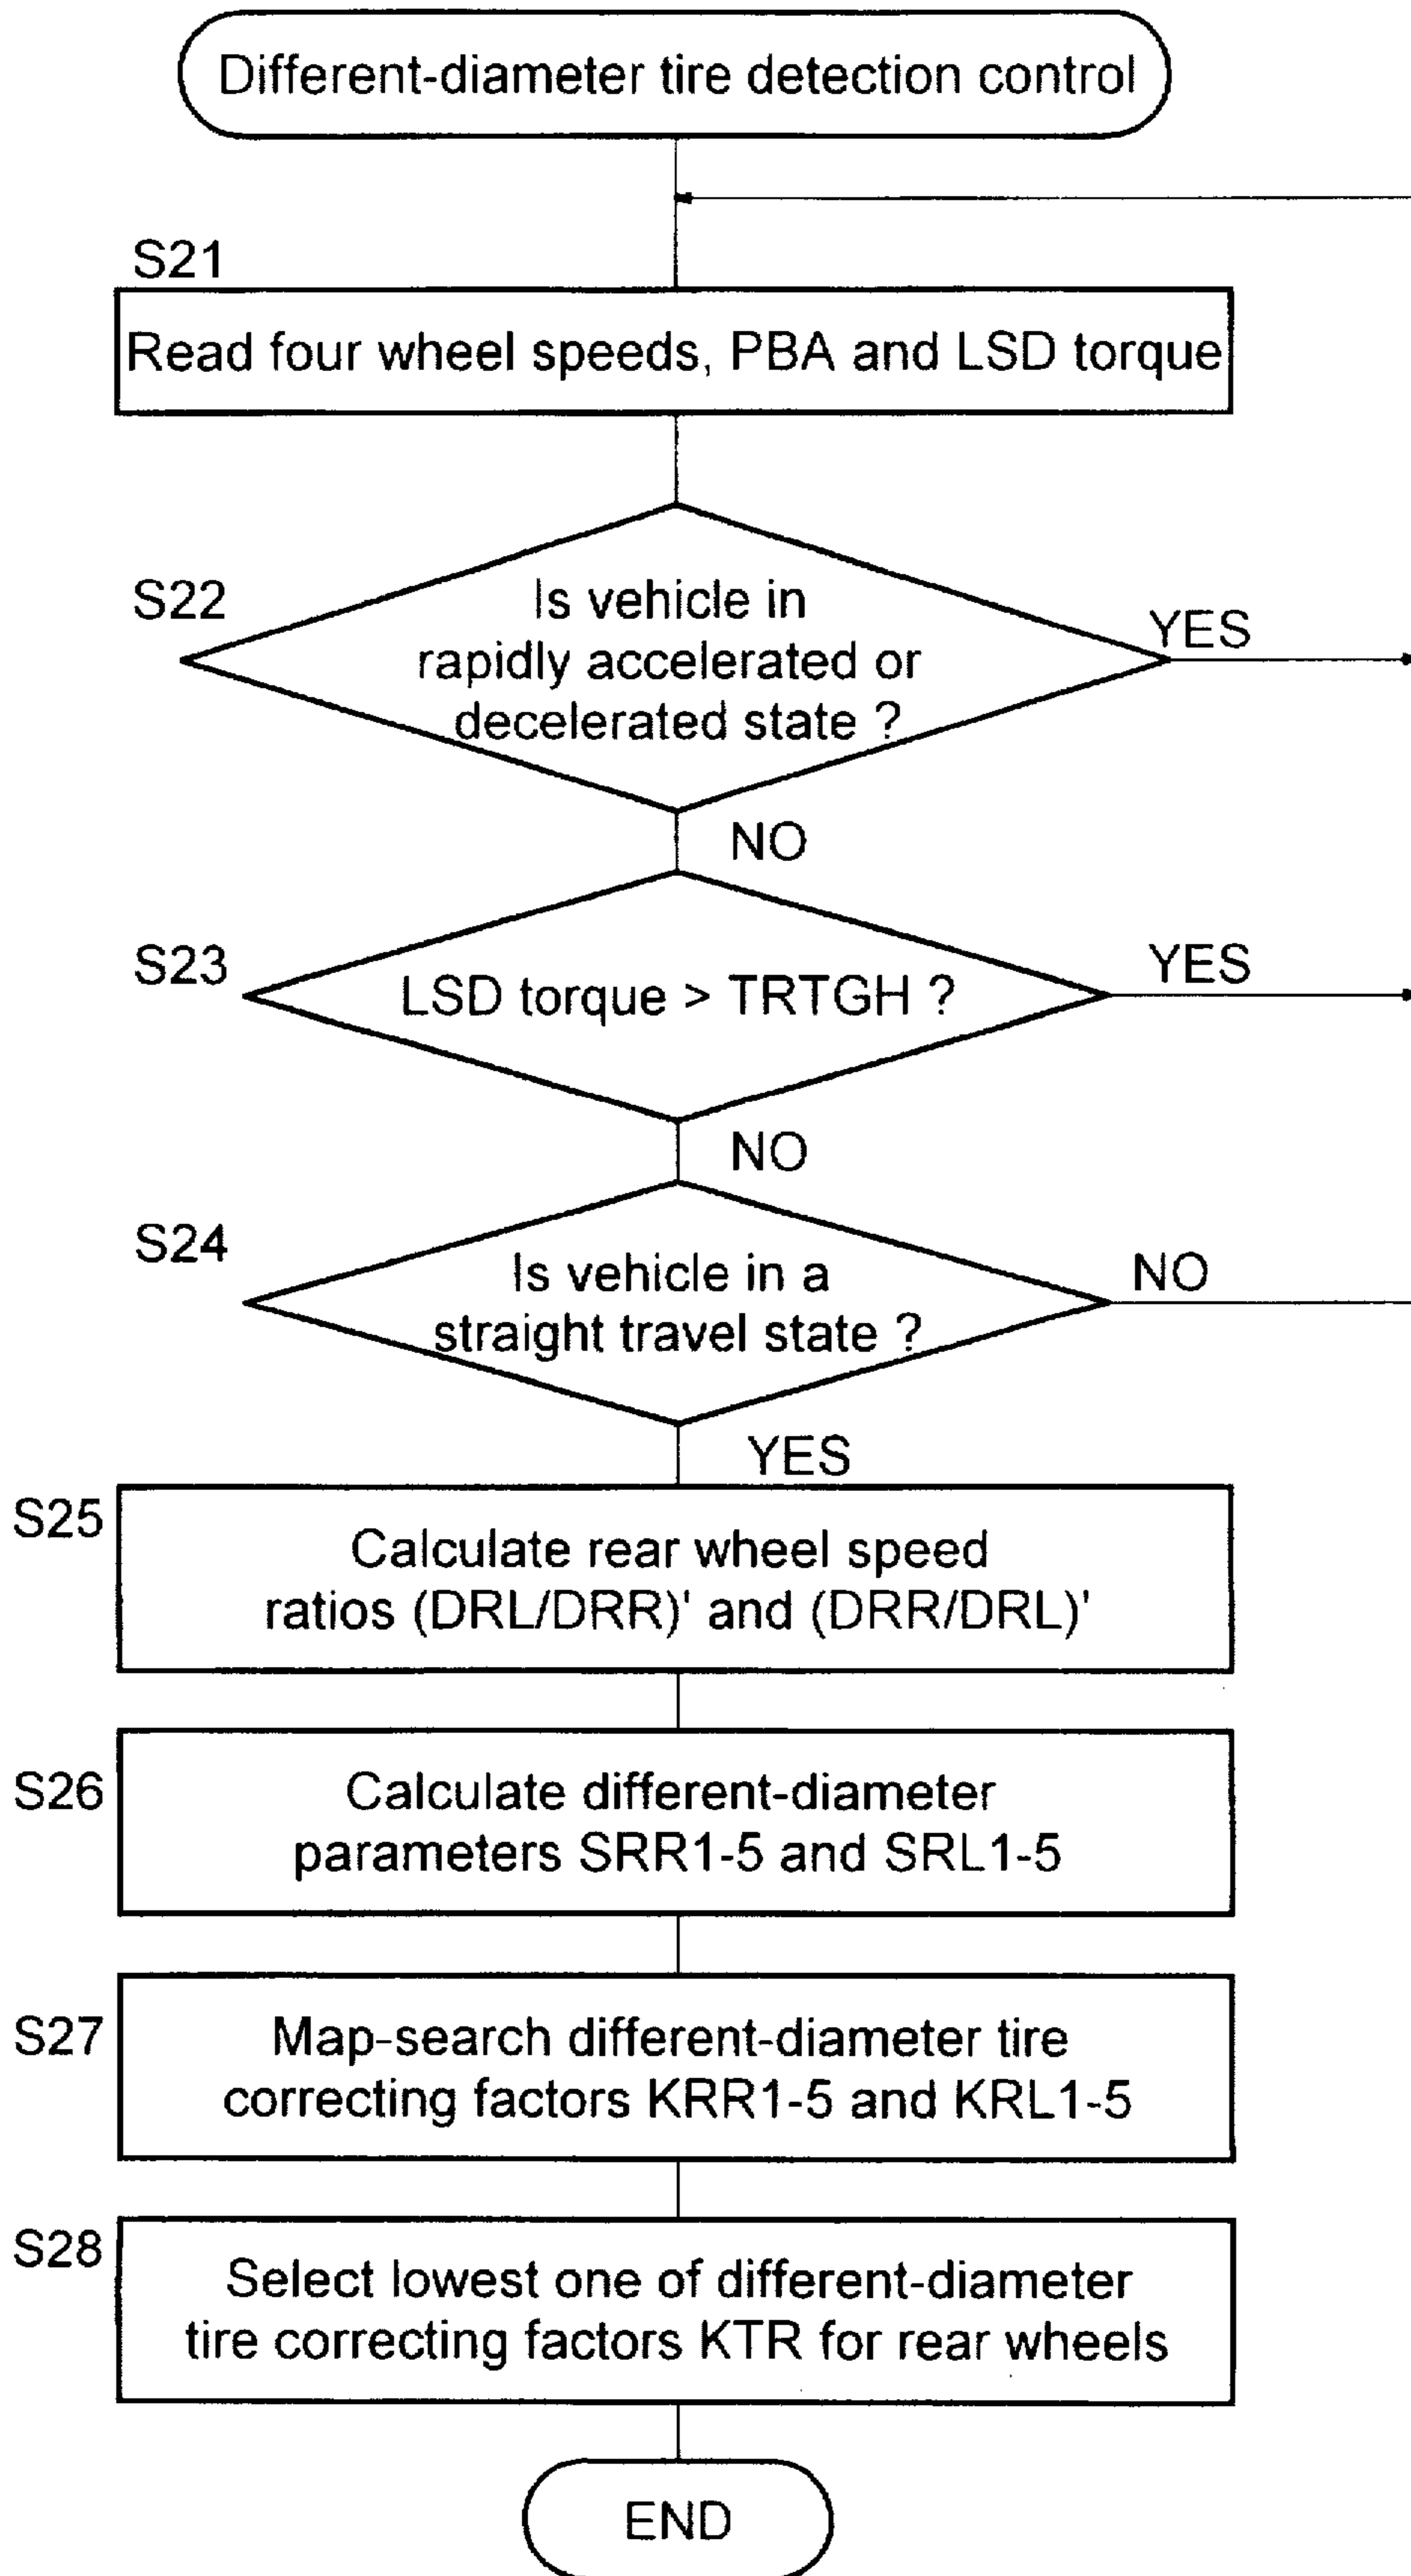 Different-diameter tire detection control
S21
Read four wheel speeds, PBA and LSD torque
S22
Is vehicle in
rapidly accelerated or
decelerated state ?
YES
NO
S23
LSD torque > TRTGH ?
YES
NO
S24
Is vehicle in a
straight travel state ?
NO
YES
S25
Calculate rear wheel speed
ratios (DRL/DRR)' and (DRR/DRL)'
S26
Calculate different-diameter
parameters SRR1-5 and SRL1-5
S27
Map-search different-diameter tire
correcting factors KRR1-5 and KRL1-5
S28
Select lowest one of different-diameter
tire correcting factors KTR for rear wheels
END